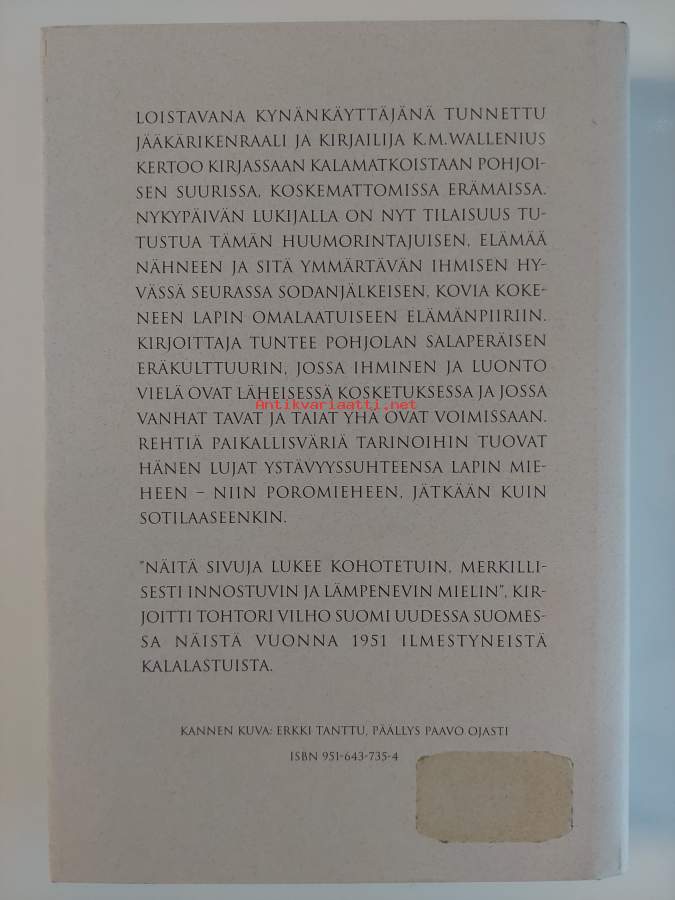 LOISTAVANA KYNÄNKÄYTTÄJÄNÄ TUNNETTU
JÄÄKÄRIKENRAALI JA KIRJAILIJA K.M.WALLENIUS
KERTOO KIRJASSAAN KALAMATKOISTAAN POHJOI-
SEN SUURISSA, KOSKEMATTOMISSA ERÄMAISSA.
NYKYPÄIVÄN LUKIJALLA ON NYT TILAISUUS TU-
TUSTUA TÄMÄN HUUMORINTAJUISEN, ELÄMÄÄ
NÄHNEEN JA SITÄ YMMÄRTÄVÄN IHMISEN HY-
VÄSSÄ SEURASSA SODANJÄLKEISEN, KOVIA KOKE-
NEEN LAPIN OMALAATUISEEN ELÄMÄNPIIRIIN.
KIRJOITTAJA TUNTEE POHJOLAN SALAPERÄISEN
ERÄKULTTUURIN, JOSSA IHMINEN JA LUONTO
VIELÄ OVAT LÄHEISESSÄ KOSKETUKSESSA JA JOSSA
Antikvariaatti.net
VANHAT TAVAT JA TAIAT YHÄ OVAT VOIMISSAAN.
REHTIÄ PAIKALLISVÄRIÄ TARINOIHIN TUOVAT
HÄNEN LUJAT YSTÄVYYSSUHTEENSA LAPIN MIE-
HEEN – NIIN POROMIEHEEN, JÄTKÄÄN KUIN
SOTILAASEENKIN.
"NÄITÄ SIVUJA LUKEE KOHOTETUIN, MERKILLI-
SESTI INNOSTUVIN JA LÄMPENEVIN MIELIN", KIR-
JOITTI TOHTORI VILHO SUOMI UUDESSA SUOMES-
SA NÄISTÄ VUONNA 1951 ILMESTYNEISTÄ
KALALASTUISTA.
KANNEN KUVA: ERKKI TANTTU, PÄÄLLYS PAAVO OJASTI
ISBN 951-643-735-4